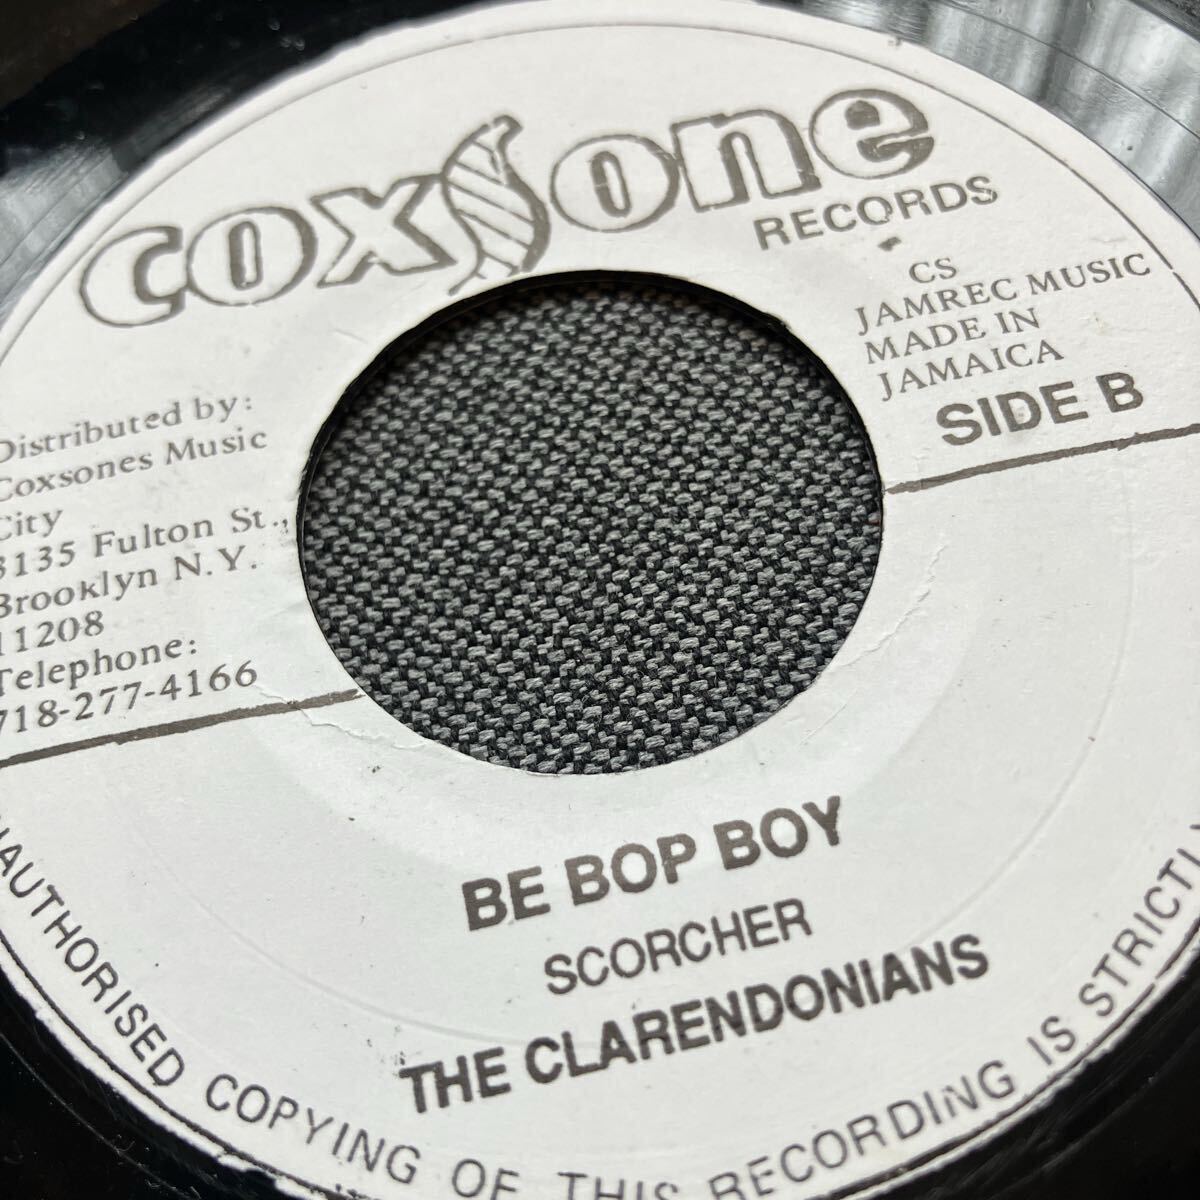 coxsone
RECORDS
CS
JAMREC MUSIC
MADE IN
JAMAICA
SIDE B
Distributed by:
Coxsones Music
City
3135 Fulton St.,
Brooklyn N.Y.
11208
Telephone:
718-277-4166
BE BOP BOY
SCORCHER
THE CLARENDONIANS
NAUTHORISED COPYING OF THIS RECORDING IS STRICTLY